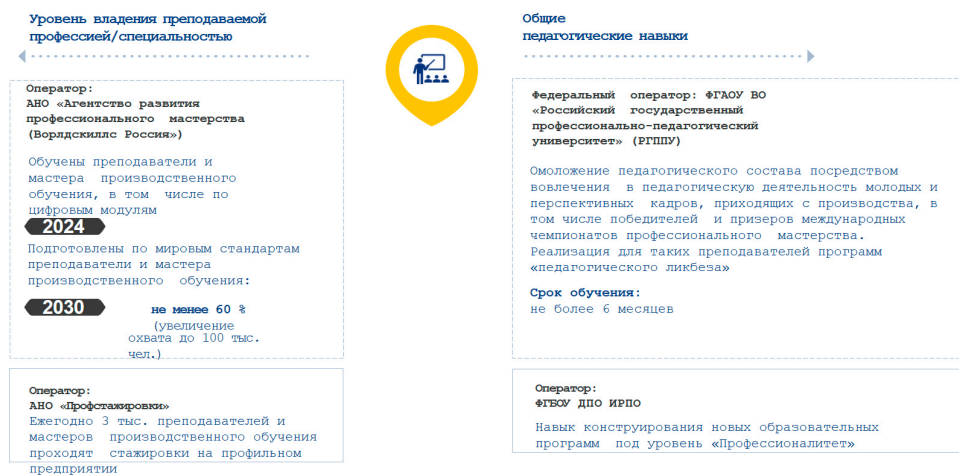 Уровень владения преподаваемой
профессией/специальностью
Оператор:
АНО «Агентство развития
профессионального мастерства
(Ворлдскиллс Россия»)
Обучены преподаватели и
мастера производственного
обучения, в том числе по
цифровым модулям
2024
Подготовлены по мировым стандартам
преподаватели и мастера
производственного обучения:
2030
не менее 60 %
(увеличение
охвата до 100 тыс.
чел.)
Оператор:
АНО «Профстажировки»
Ежегодно 3 тыс. преподавателей и
мастеров производственного обучения
проходят стажировки на профильном
предприятии
Общие
педагогические навыки
Федеральный оператор: ФГАОУ ВО
«Российский государственный
профессионально-педагогический
университет» (РГППУ)
Омоложение педагогического состава посредством
вовлечения в педагогическую деятельность молодых и
перспективных кадров, приходящих с производства, в
том числе победителей и призеров международных
чемпионатов профессионального мастерства.
Реализация для таких преподавателей программ
«педагогического ликбеза»
Срок обучения:
не более 6 месяцев
Оператор:
ФГБОУ ДПО ИРПО
Навык конструирования новых образовательных
программ под уровень «Профессионалитет»